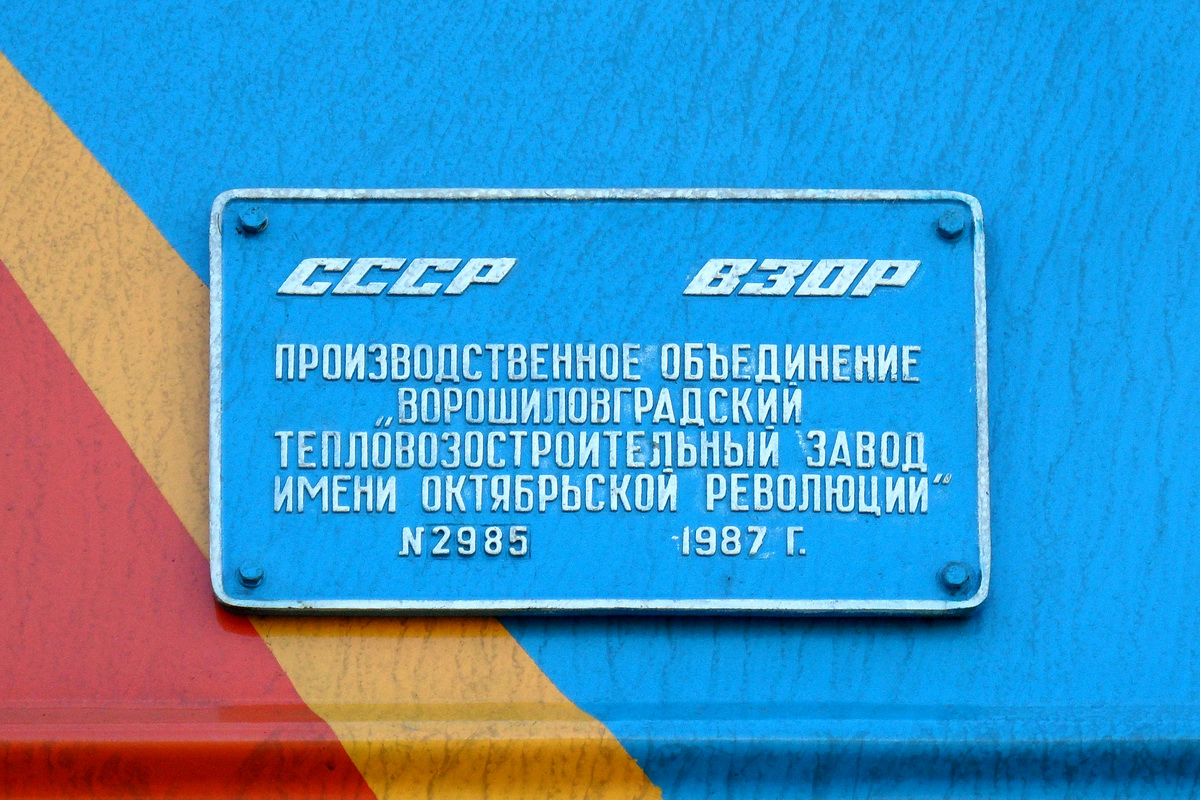 СССР ВЗОР
ПРОИЗВОДСТВЕННОЕ ОБЪЕДИНЕНИЕ
„ВОРОШИЛОВГРАДСКИЙ
ТЕПЛОВОЗОСТРОИТЕЛЬНЫЙ ЗАВОД
ИМЕНИ ОКТЯБРЬСКОЙ РЕВОЛЮЦИИ“
N2985 1987 Г.